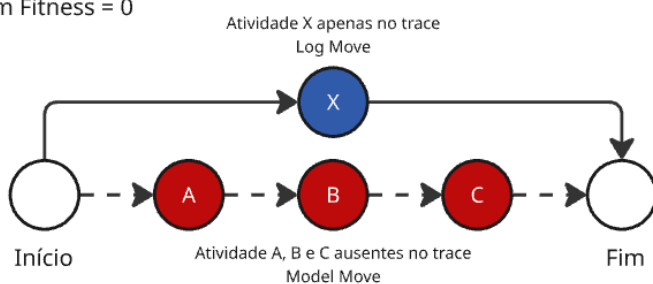 m Fitness = 0
Atividade X apenas no trace
Log Move
X
A
B
C
Início
Atividade A, B e C ausentes no trace
Model Move
Fim